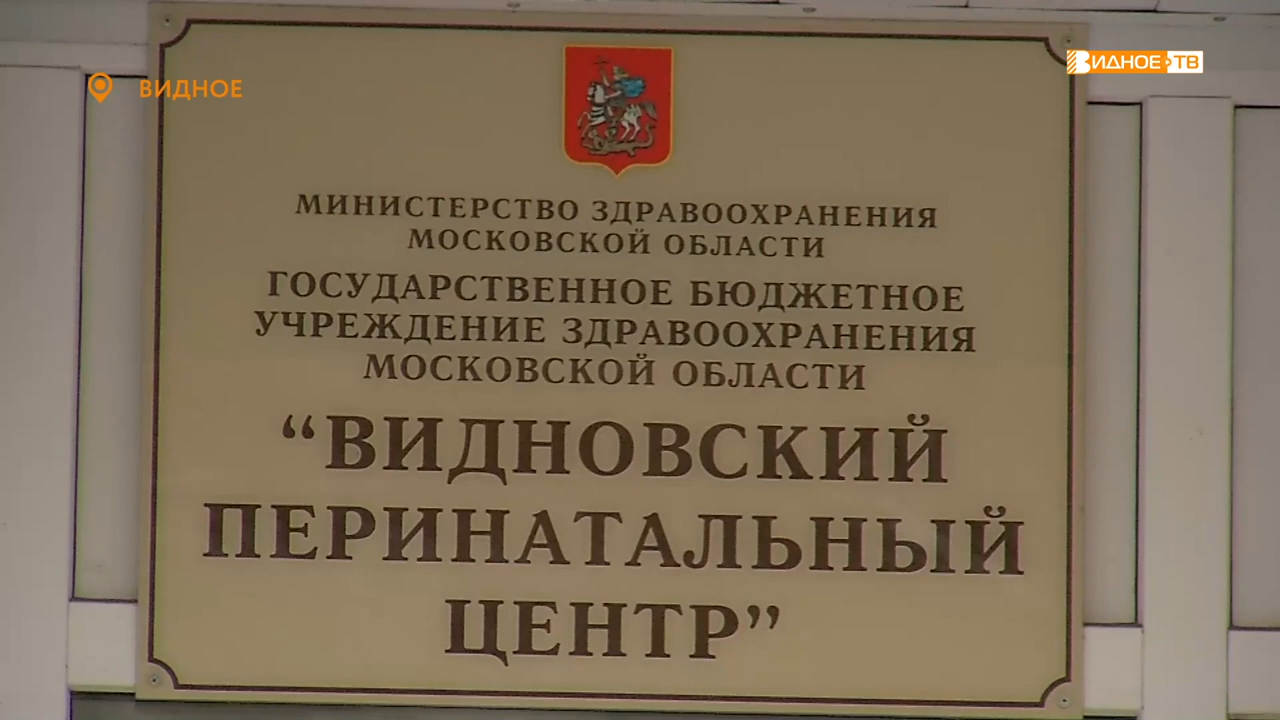 ВИДНОЕ
ВИДНОЕ ТВ
МИНИСТЕРСТВО ЗДРАВООХРАНЕНИЯ
МОСКОВСКОЙ ОБЛАСТИ
ГОСУДАРСТВЕННОЕ БЮДЖЕТНОЕ
УЧРЕЖДЕНИЕ ЗДРАВООХРАНЕНИЯ
МОСКОВСКОЙ ОБЛАСТИ
“ВИДНОВСКИЙ
ПЕРИНАТАЛЬНЫЙ
ЦЕНТР”